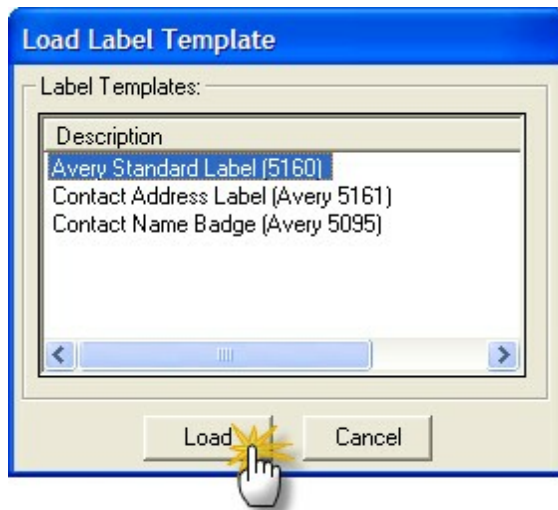 Load Label Template
Label Templates:
Description
Avery Standard Label (5160)
Contact Address Label (Avery 5161)
Contact Name Badge (Avery 5095)
Load Cancel